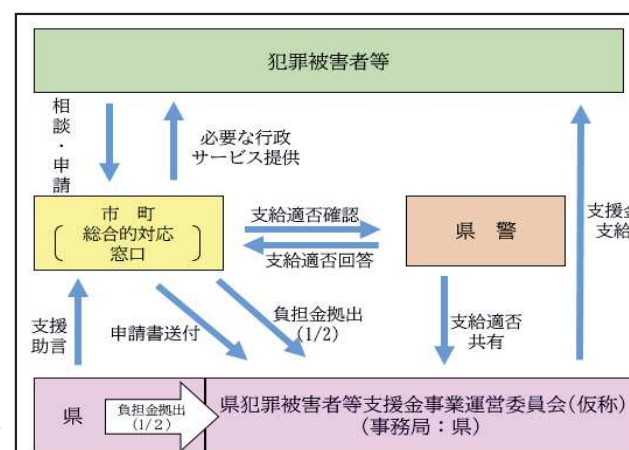 犯罪被害者等
相談・申請
必要な行政
サービス提供
市　町
総合的対応
窓口
支給適否確認
支給適否回答
県　警
支援金
支給
支援
助言
申請書送付
負担金拠出
(1/2)
支給適否
共有
県
負担金拠出
(1/2)
県犯罪被害者等支援金事業運営委員会(仮称)
(事務局：県)